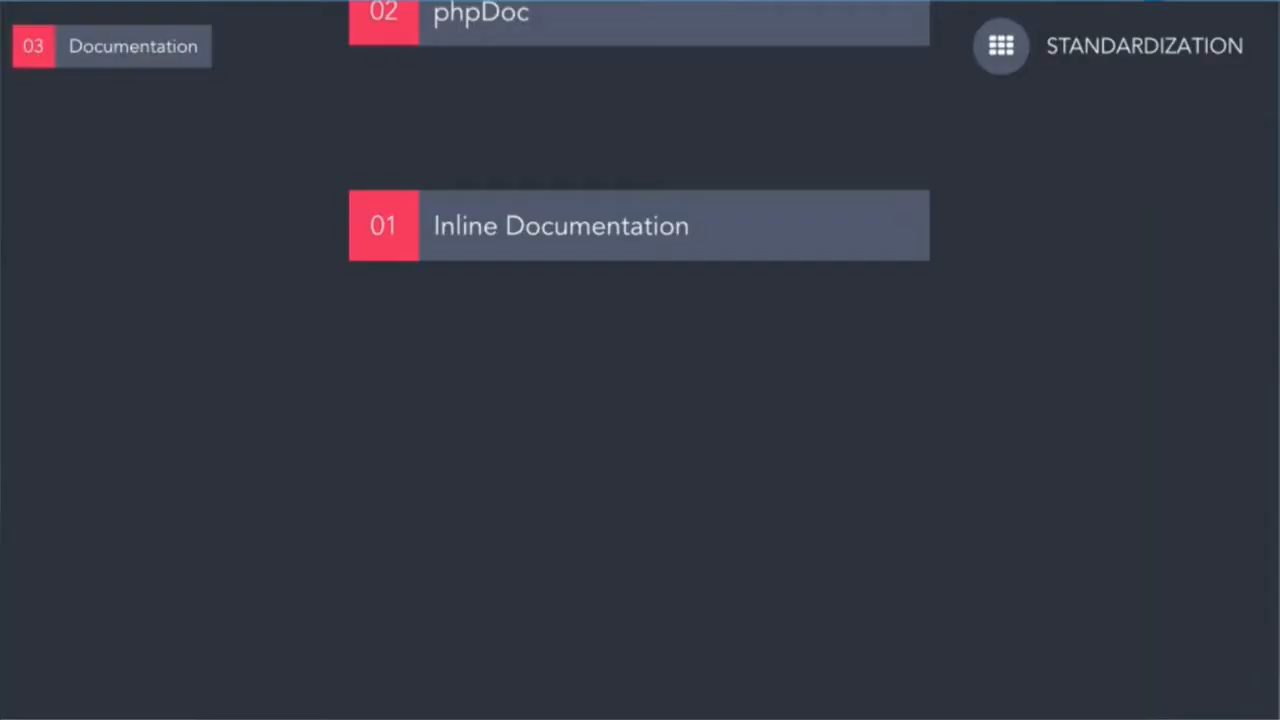 02 phpDoc
03 Documentation
STANDARDIZATION
01 Inline Documentation